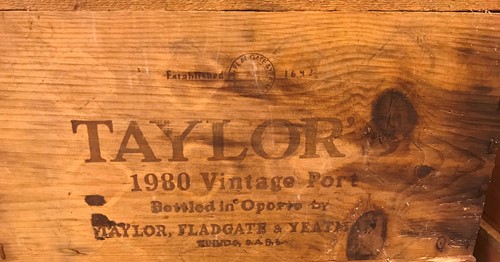 Established 1692
TAYLOR'S
1980 Vintage Port
Bottled in Oporto by
TAYLOR, FLADGATE & YEATMAN